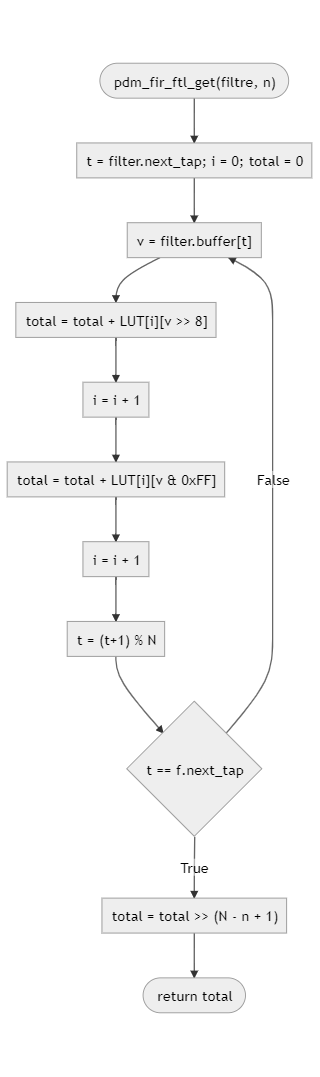 pdm_fir_ftl_get(filtre, n)
t = filter.next_tap; i = 0; total = 0
v = filter.buffer[t]
total = total + LUT[i][v >> 8]
i = i + 1
total = total + LUT[i][v & 0xFF]
False
i = i + 1
t = (t+1) % N
t == f.next_tap
True
total = total >> (N - n + 1)
return total